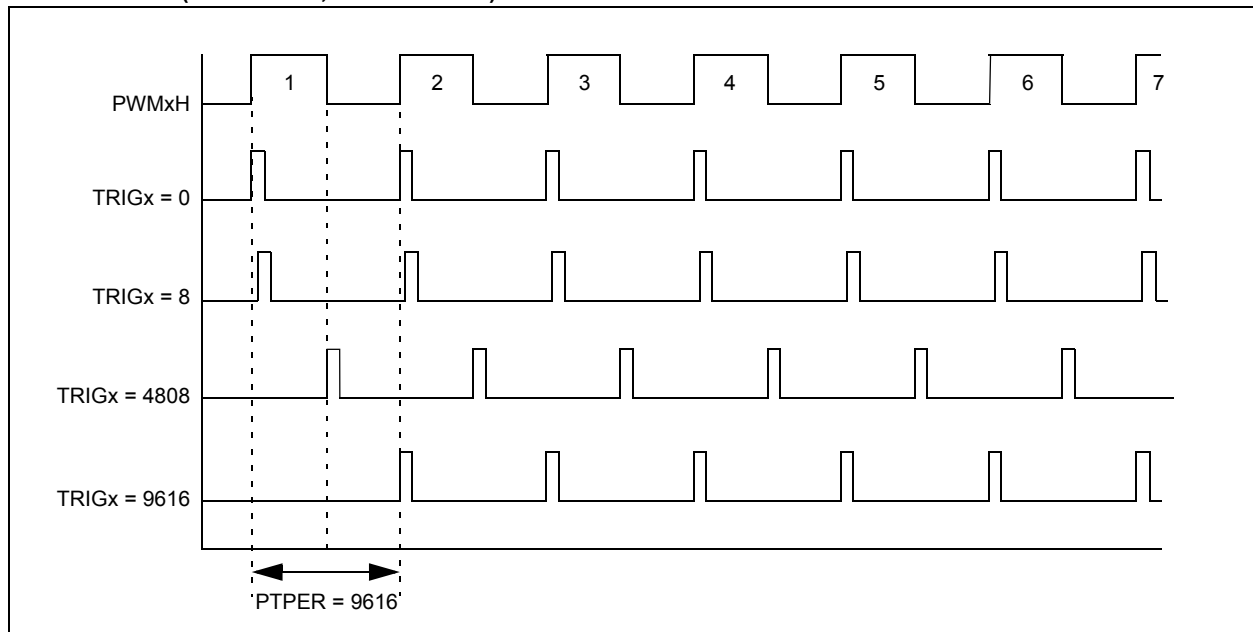 1 2 3 4 5 6 7
PWMxH
TRIGx = 0
TRIGx = 8
TRIGx = 4808
TRIGx = 9616
PTPER = 9616